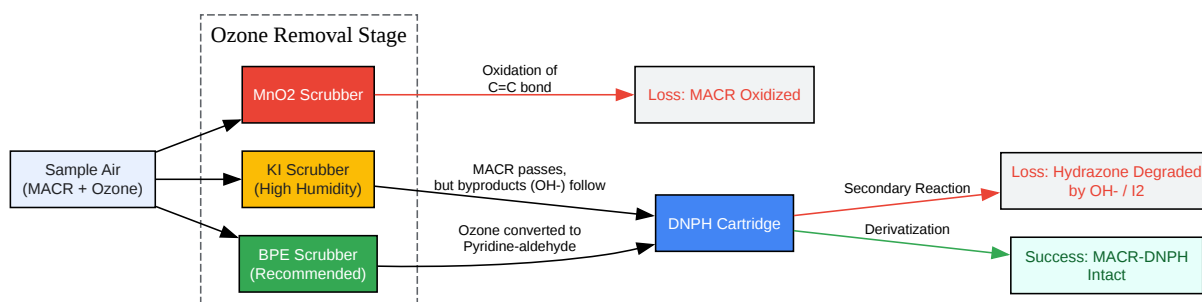 Ozone Removal Stage
MnO2 Scrubber
Oxidation of
C=C bond
Loss: MACR Oxidized
Sample Air
(MACR + Ozone)
KI Scrubber
(High Humidity)
MACR passes,
but byproducts (OH-) follow
BPE Scrubber
(Recommended)
Ozone converted to
Pyridine-aldehyde
DNPH Cartridge
Secondary Reaction
Loss: Hydrazone Degraded
by OH- / I2
Derivatization
Success: MACR-DNPH
Intact